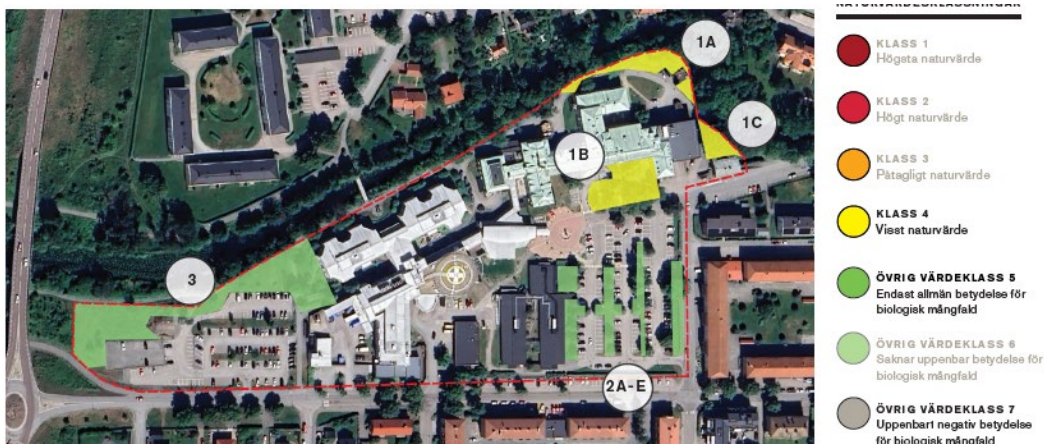 NATURVÄRDESKLASSNINGAR
1A
1C
1B
3
2A-E
KLASS 1
Högsta naturvärde
KLASS 2
Högt naturvärde
KLASS 3
Påtagligt naturvärde
KLASS 4
Visst naturvärde
ÖVRIG VÄRDEKLASS 5
Endast allmän betydelse för
biologisk mångfald
ÖVRIG VÄRDEKLASS 6
Saknar uppenbar betydelse för
biologisk mångfald
ÖVRIG VÄRDEKLASS 7
Uppenbart negativ betydelse
för biologisk mångfald